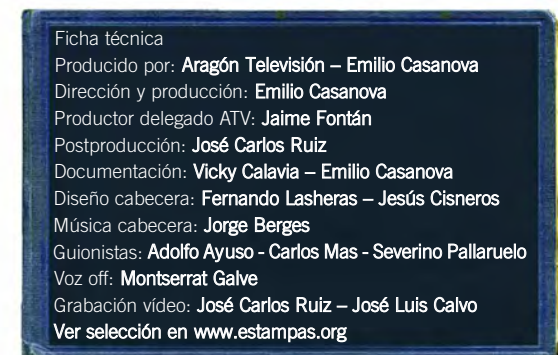 Ficha técnica
Producido por: Aragón Televisión – Emilio Casanova
Dirección y producción: Emilio Casanova
Productor delegado ATV: Jaime Fontán
Postproducción: José Carlos Ruiz
Documentación: Vicky Calavia – Emilio Casanova
Diseño cabecera: Fernando Lasheras – Jesús Cisneros
Música cabecera: Jorge Berges
Guionistas: Adolfo Ayuso - Carlos Mas - Severino Pallaruelo
Voz off: Montserrat Galve
Grabación vídeo: José Carlos Ruiz – José Luis Calvo
Ver selección en www.estampas.org